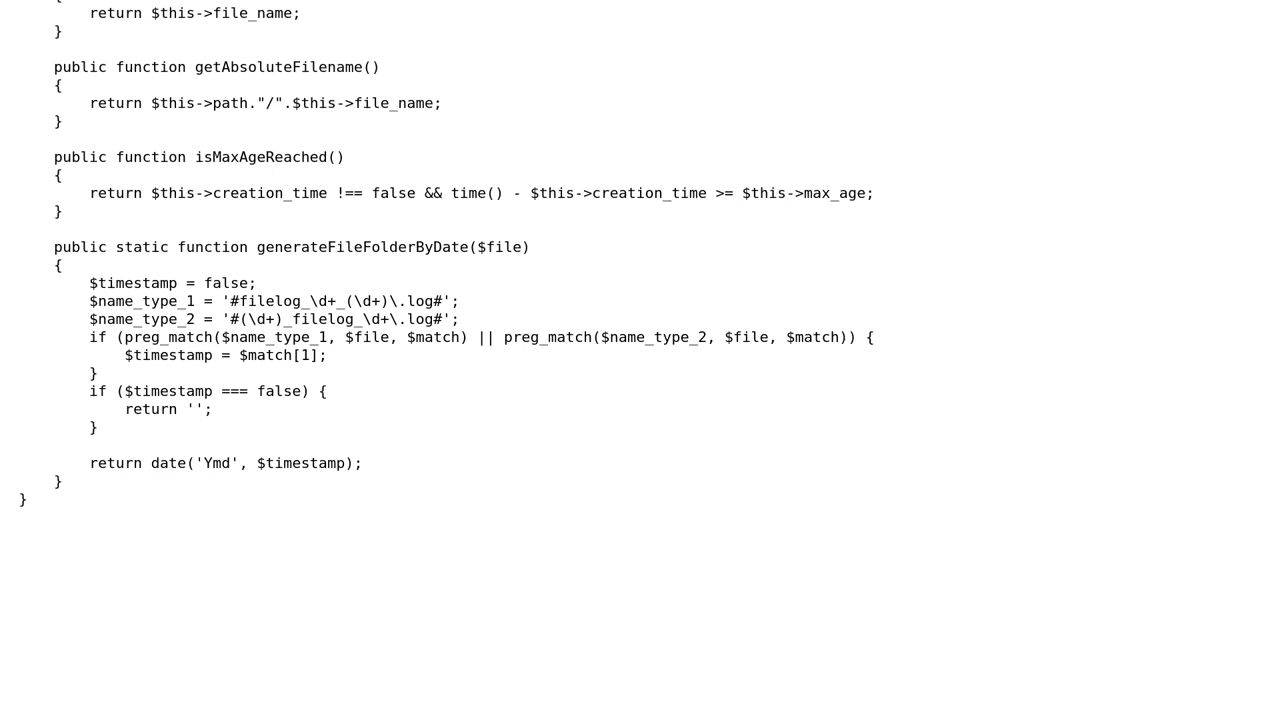 {
        return $this->file_name;
    }

    public function getAbsoluteFilename()
    {
        return $this->path."/".$this->file_name;
    }

    public function isMaxAgeReached()
    {
        return $this->creation_time !== false && time() - $this->creation_time >= $this->max_age;
    }

    public static function generateFileFolderByDate($file)
    {
        $timestamp = false;
        $name_type_1 = '#filelog_\d+_(\d+)\.log#';
        $name_type_2 = '#(\d+)_filelog_\d+\.log#';
        if (preg_match($name_type_1, $file, $match) || preg_match($name_type_2, $file, $match)) {
            $timestamp = $match[1];
        }
        if ($timestamp === false) {
            return '';
        }

        return date('Ymd', $timestamp);
    }
}